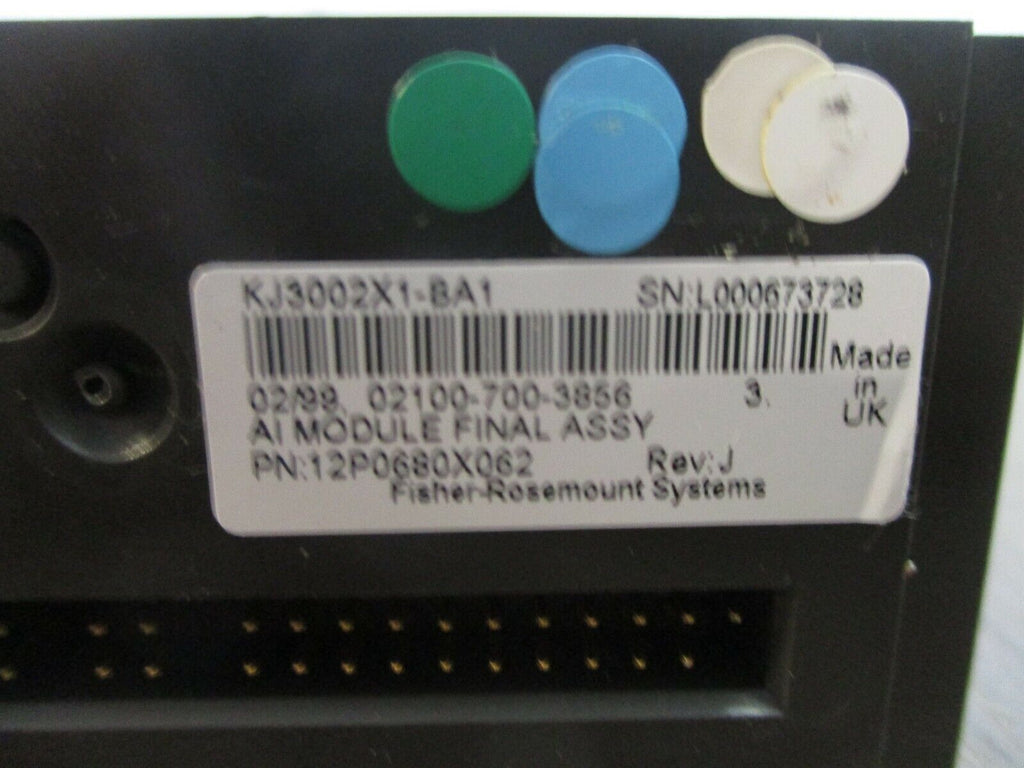 KJ3002X1-BA1 SN:L000673728
Made
in
UK
02/99, 02100-700-3856 3.
AI MODULE FINAL ASSY
PN:12P0680X062 Rev:J
Fisher-Rosemount Systems